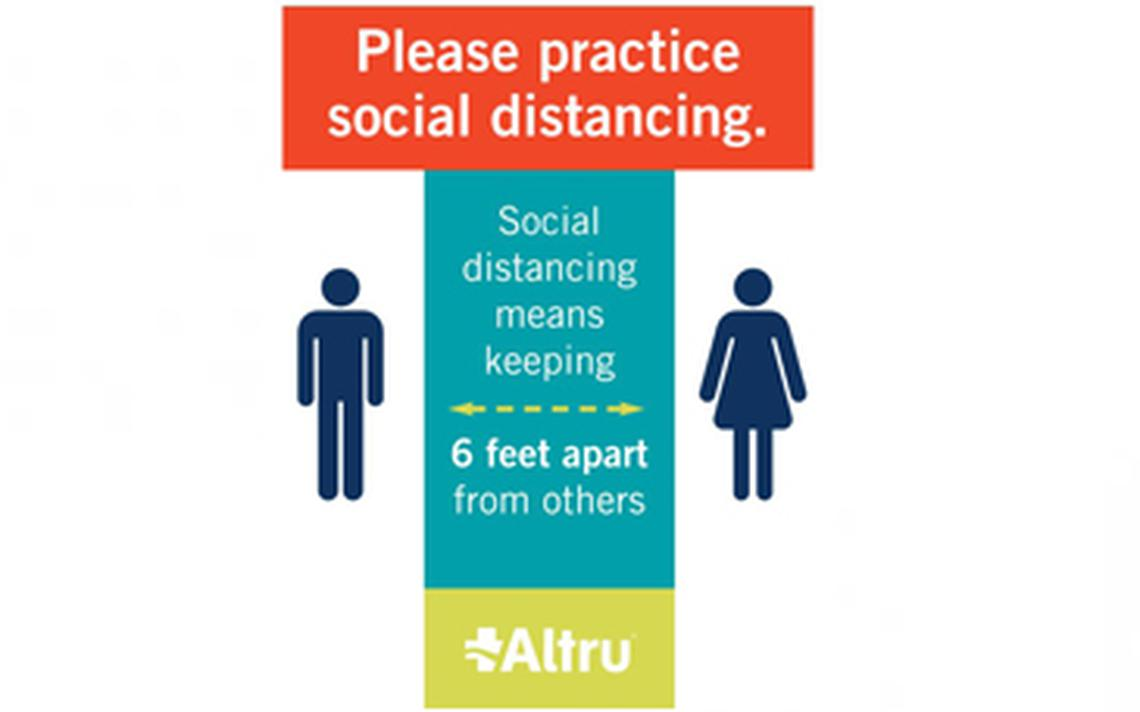 Please practice
social distancing.
Social
distancing
means
keeping
6 feet apart
from others
Altru